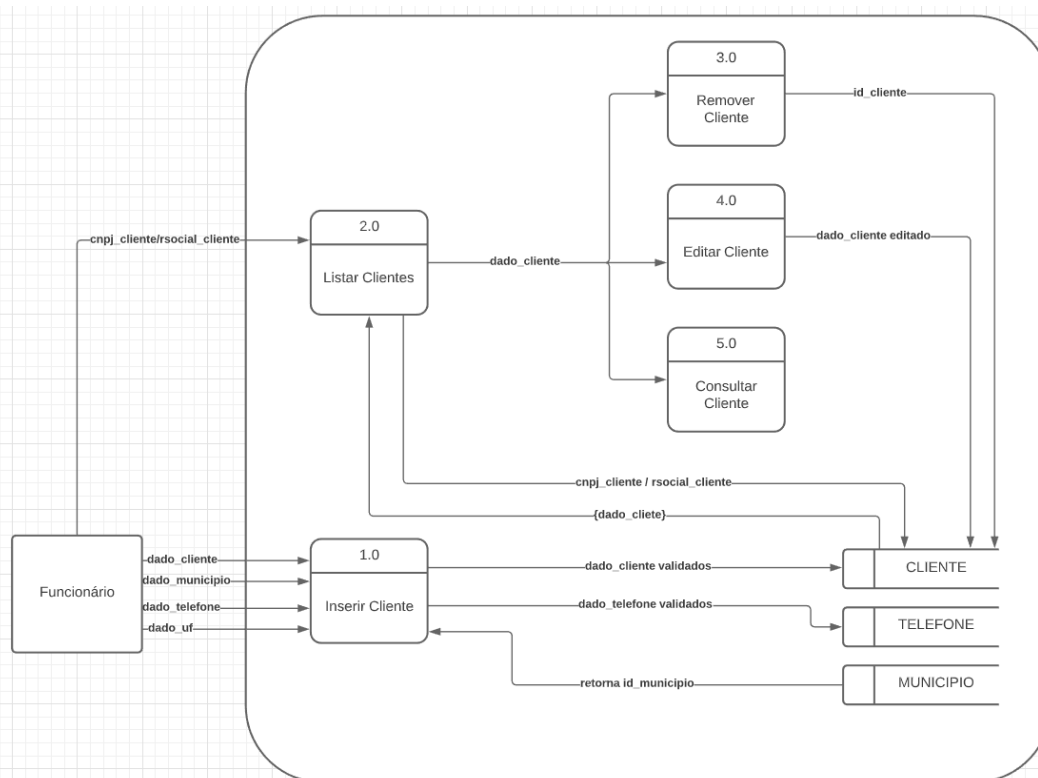 3.0
Remover
Cliente
id_cliente
4.0
Editar Cliente
dado_cliente editado
2.0
Listar Clientes
cnpj_cliente/rsocial_cliente
dado_cliente
5.0
Consultar
Cliente
cnpj_cliente / rsocial_cliente
{dado_cliete}
Funcionário
dado_cliente
dado_municipio
dado_telefone
dado_uf
1.0
Inserir Cliente
dado_cliente validados
CLIENTE
dado_telefone validados
TELEFONE
retorna id_municipio
MUNICIPIO